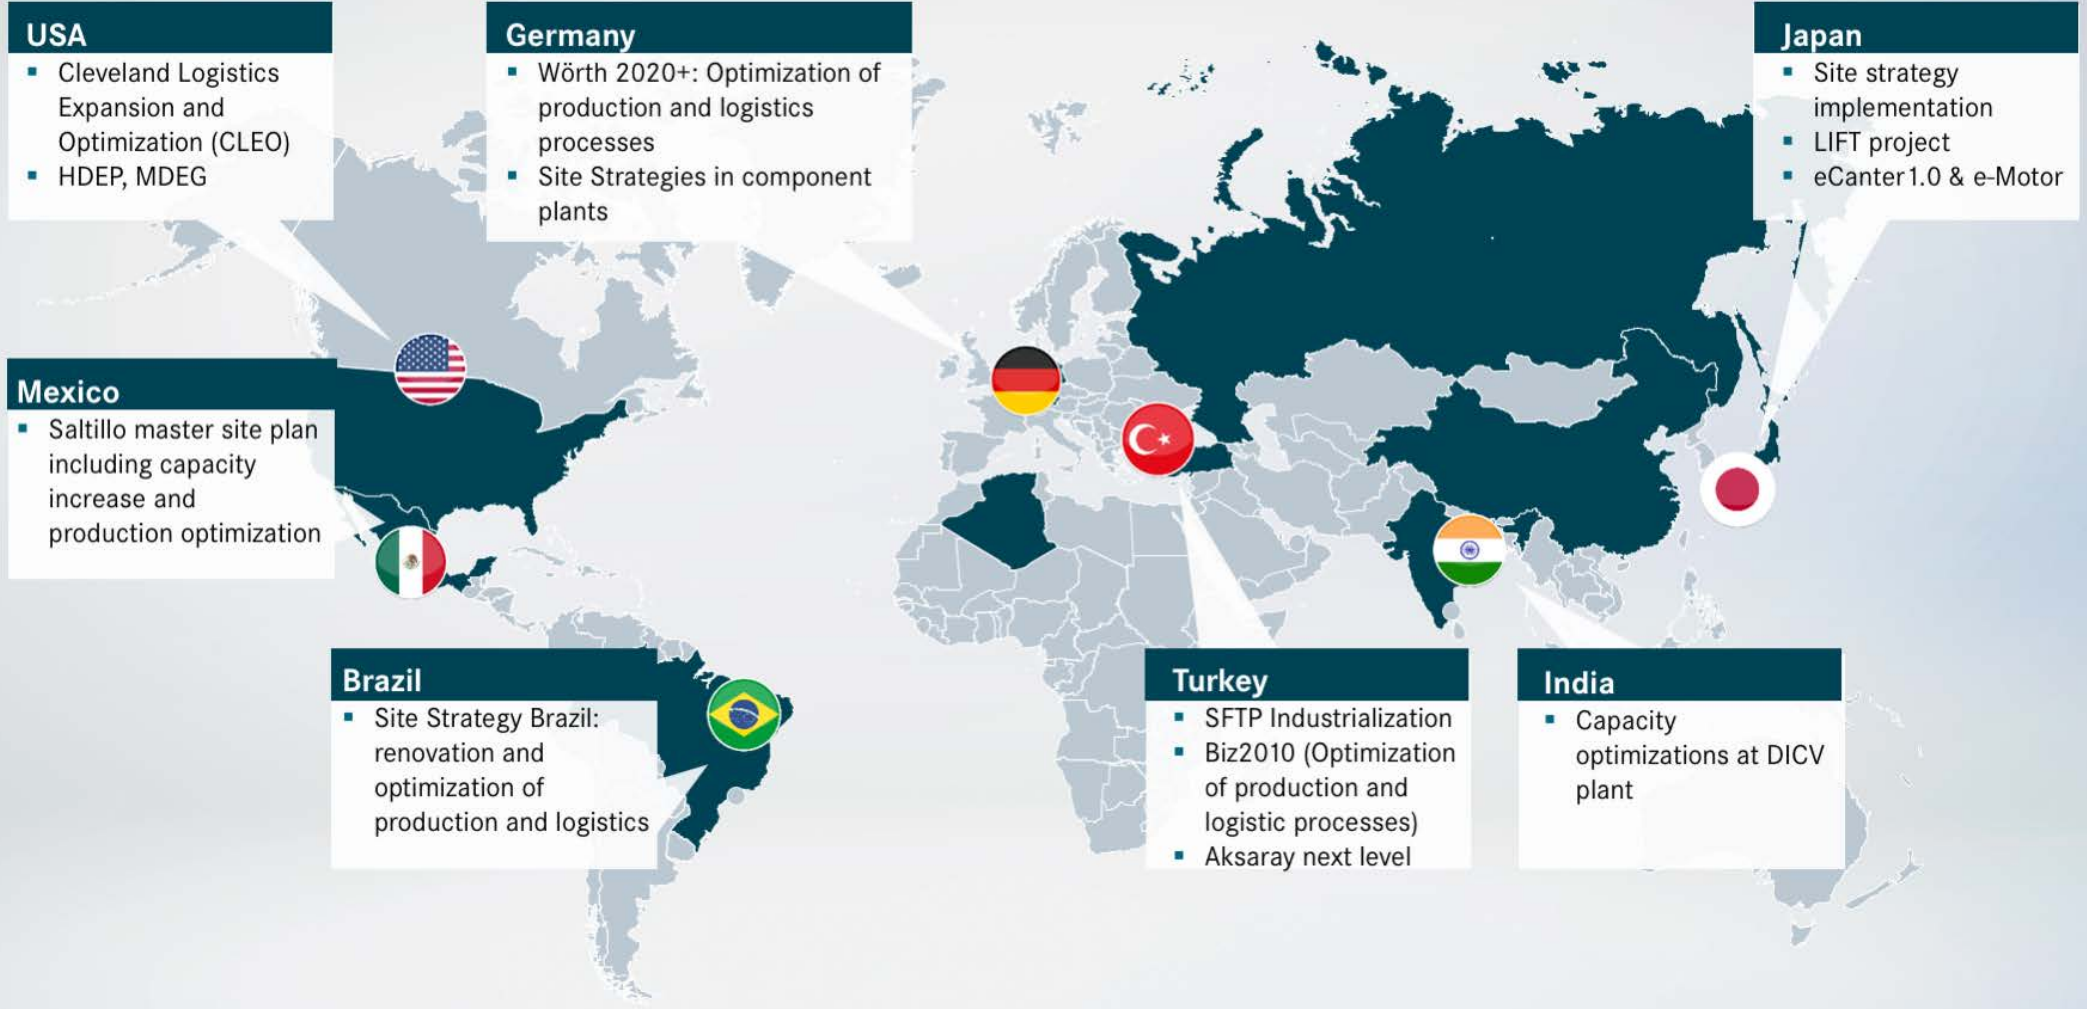 USA
▪ Cleveland Logistics
Expansion and
Optimization (CLEO)
▪ HDEP, MDEG
Germany
▪ Wörth 2020+: Optimization of
production and logistics
processes
▪ Site Strategies in component
plants
Japan
▪ Site strategy
implementation
▪ LIFT project
▪ eCanter 1.0 & e-Motor
Mexico
▪ Saltillo master site plan
including capacity
increase and
production optimization
Brazil
▪ Site Strategy Brazil:
renovation and
optimization of
production and logistics
Turkey
▪ SFTP Industrialization
▪ Biz2010 (Optimization
of production and
logistic processes)
▪ Aksaray next level
India
▪ Capacity
optimizations at DICV
plant